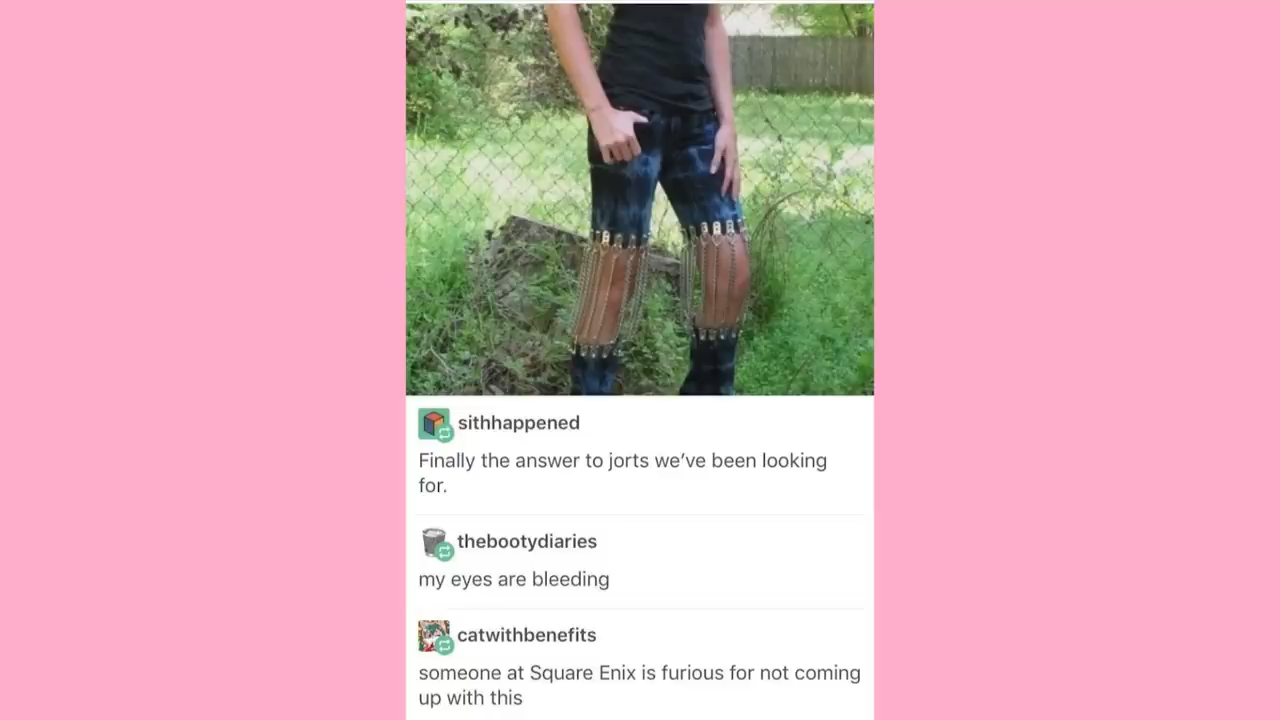 sithhappened
Finally the answer to jorts we’ve been looking
for.
thebootydiaries
my eyes are bleeding
catwithbenefits
someone at Square Enix is furious for not coming
up with this